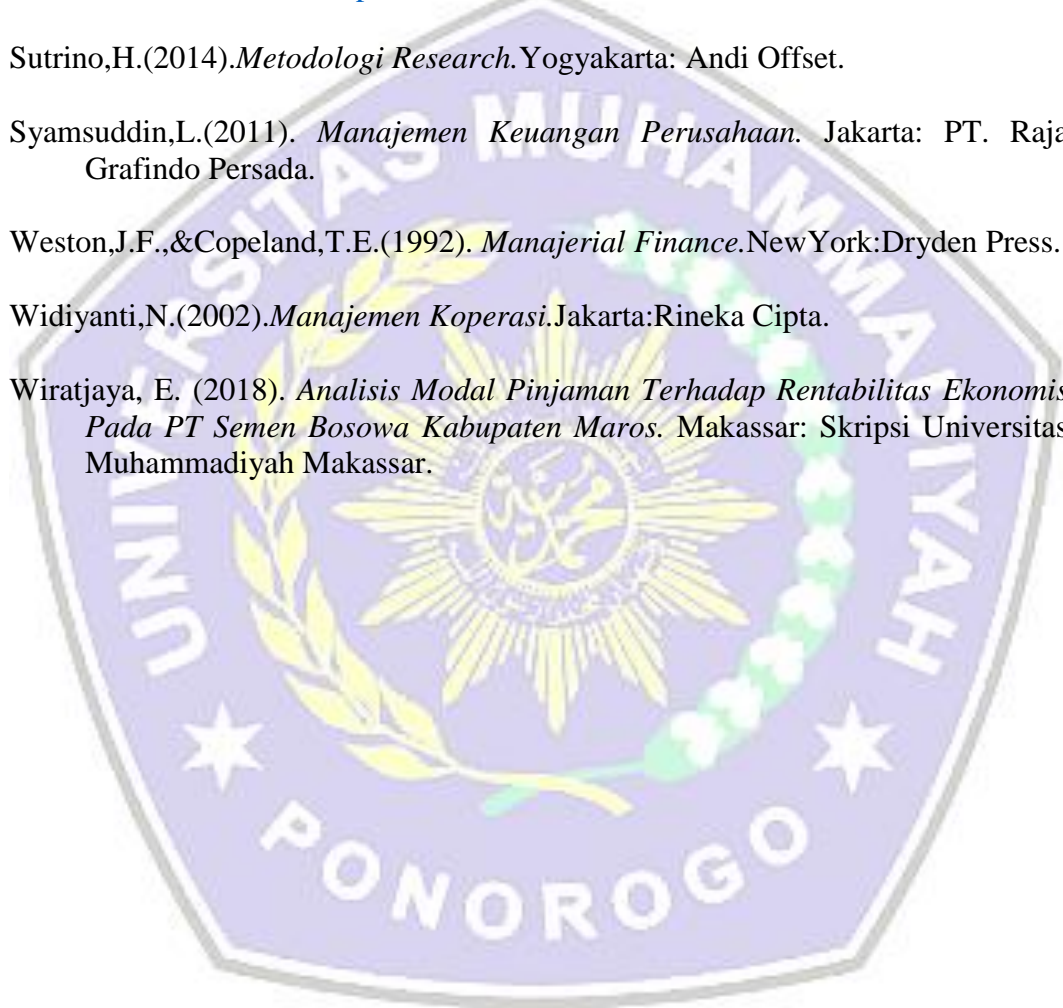 Sutrino,H.(2014).Metodologi Research.Yogyakarta: Andi Offset.
Syamsuddin,L.(2011). Manajemen Keuangan Perusahaan. Jakarta: PT. Raja
Grafindo Persada.
Weston,J.F.,&Copeland,T.E.(1992). Manajerial Finance.NewYork:Dryden Press.
Widiyanti,N.(2002).Manajemen Koperasi.Jakarta:Rineka Cipta.
Wiratjaya, E. (2018). Analisis Modal Pinjaman Terhadap Rentabilitas Ekonomis
Pada PT Semen Bosowa Kabupaten Maros. Makassar: Skripsi Universitas
Muhammadiyah Makassar.
UNIVERSITAS MUHAMMADIYAH
PONOROGO